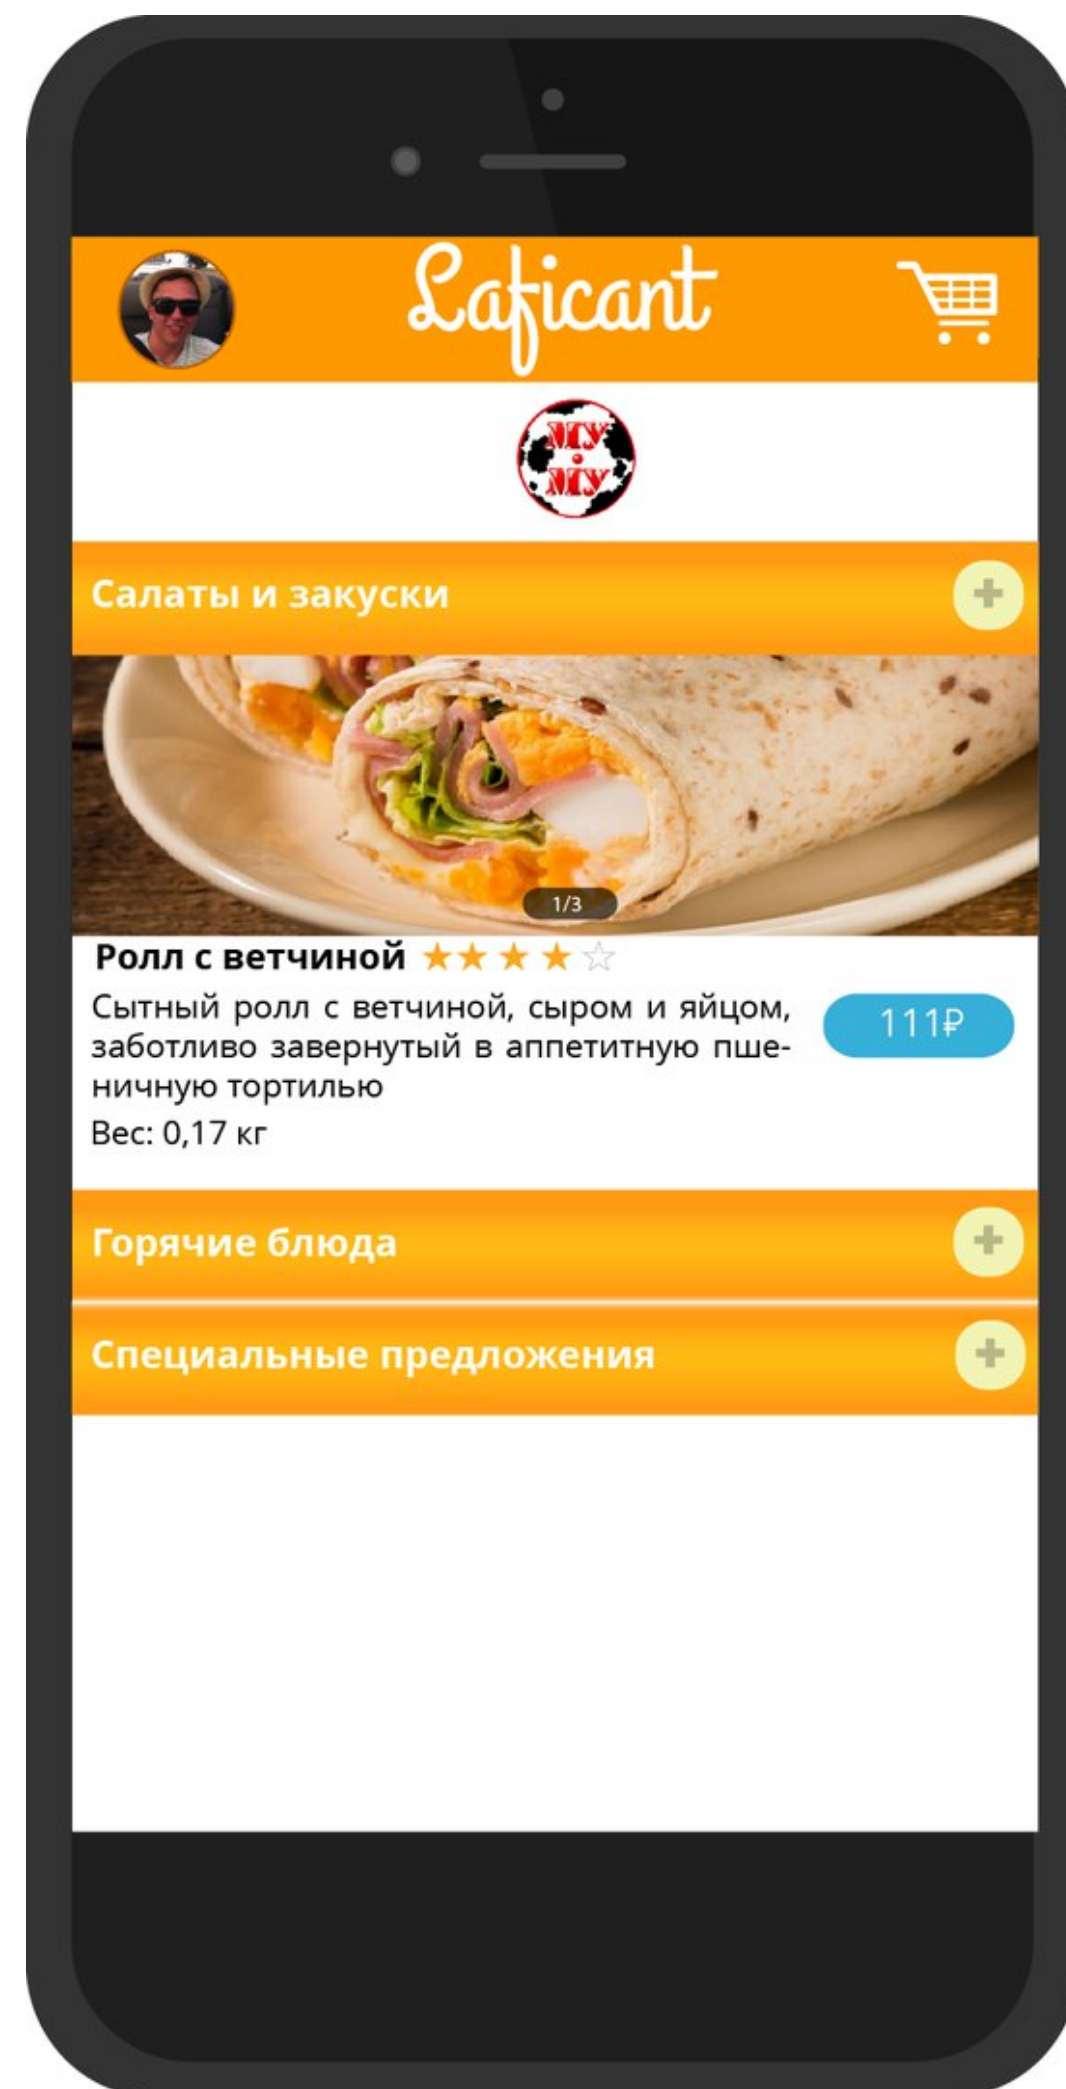 Laficant
МУ
МУ
Салаты и закуски
1/3
Ролл с ветчиной
Сытный ролл с ветчиной, сыром и яйцом,
заботливо завернутый в аппетитную пше-
ничную тортилью
Вес: 0,17 кг
111₽
Горячие блюда
Специальные предложения